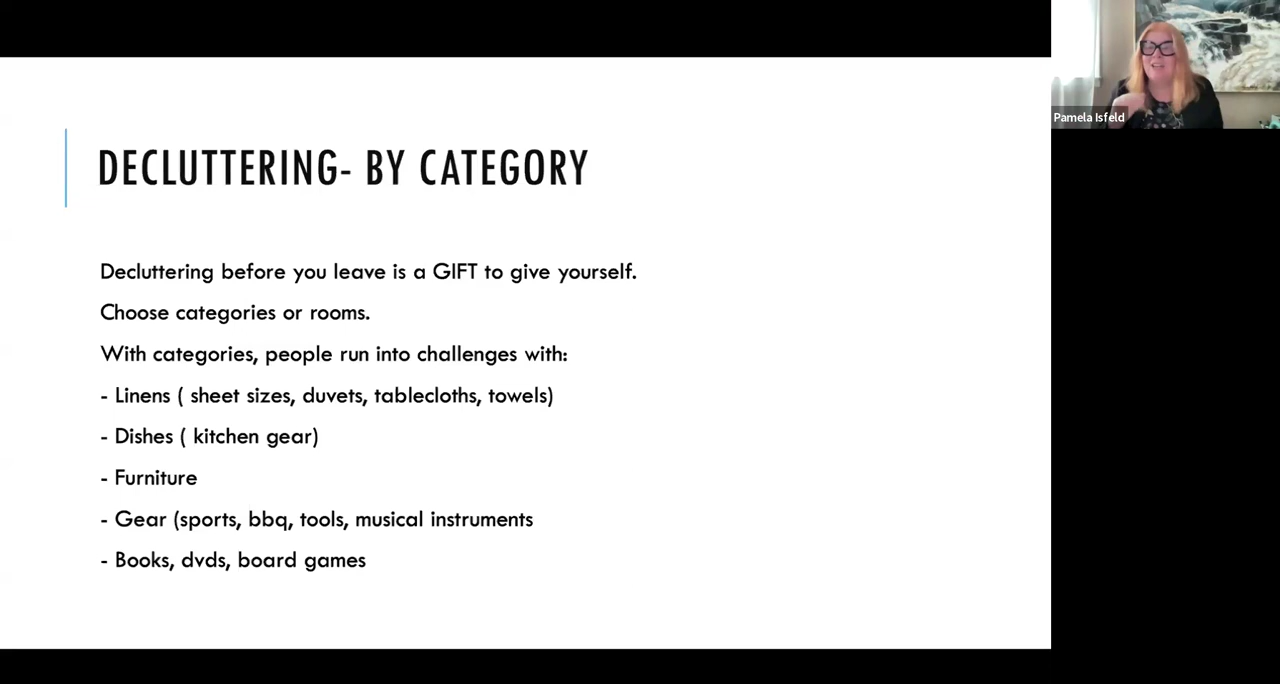 DECLUTTERING- BY CATEGORY
Decluttering before you leave is a GIFT to give yourself.
Choose categories or rooms.
With categories, people run into challenges with:
- Linens ( sheet sizes, duvets, tablecloths, towels)
- Dishes ( kitchen gear)
- Furniture
- Gear (sports, bbq, tools, musical instruments
- Books, dvds, board games
Pamela Isfeld